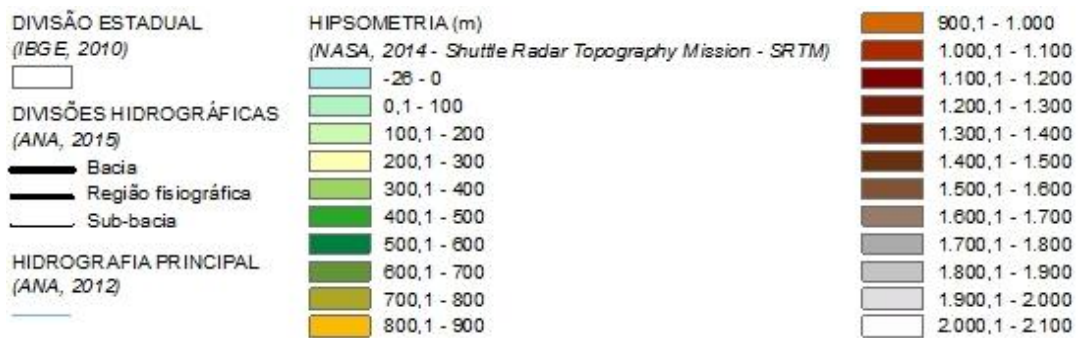 DIVISÃO ESTADUAL
(IBGE, 2010)
DIVISÕES HIDROGRÁFICAS
(ANA, 2015)
Bacia
Região fisiográfica
Sub-bacia
HIDROGRAFIA PRINCIPAL
(ANA, 2012)
HIPSOMETRIA (m)
(NASA, 2014 - Shuttle Radar Topography Mission - SRTM)
-26 - 0
0,1 - 100
100,1 - 200
200,1 - 300
300,1 - 400
400,1 - 500
500,1 - 600
600,1 - 700
700,1 - 800
800,1 - 900
900,1 - 1.000
1.000,1 - 1.100
1.100,1 - 1.200
1.200,1 - 1.300
1.300,1 - 1.400
1.400,1 - 1.500
1.500,1 - 1.600
1.600,1 - 1.700
1.700,1 - 1.800
1.800,1 - 1.900
1.900,1 - 2.000
2.000,1 - 2.100